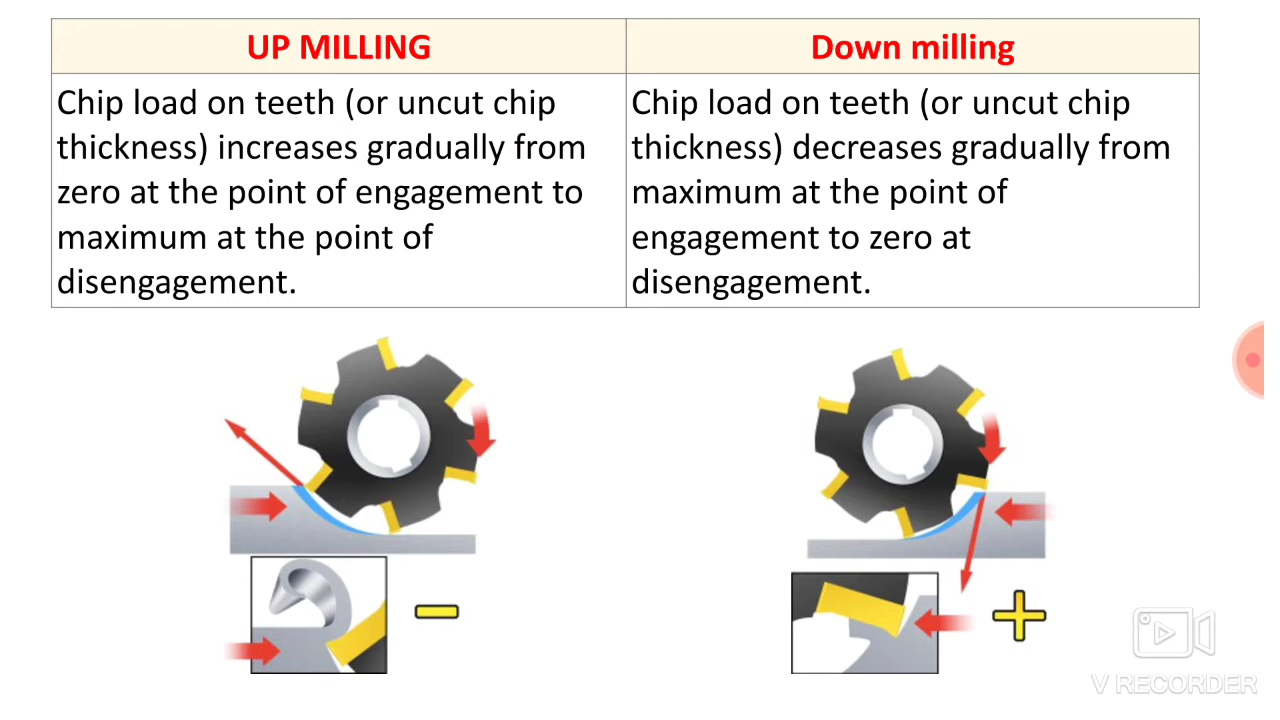 UP MILLING
Down milling
Chip load on teeth (or uncut chip
thickness) increases gradually from
zero at the point of engagement to
maximum at the point of
disengagement.
Chip load on teeth (or uncut chip
thickness) decreases gradually from
maximum at the point of
engagement to zero at
disengagement.
V RECORDER